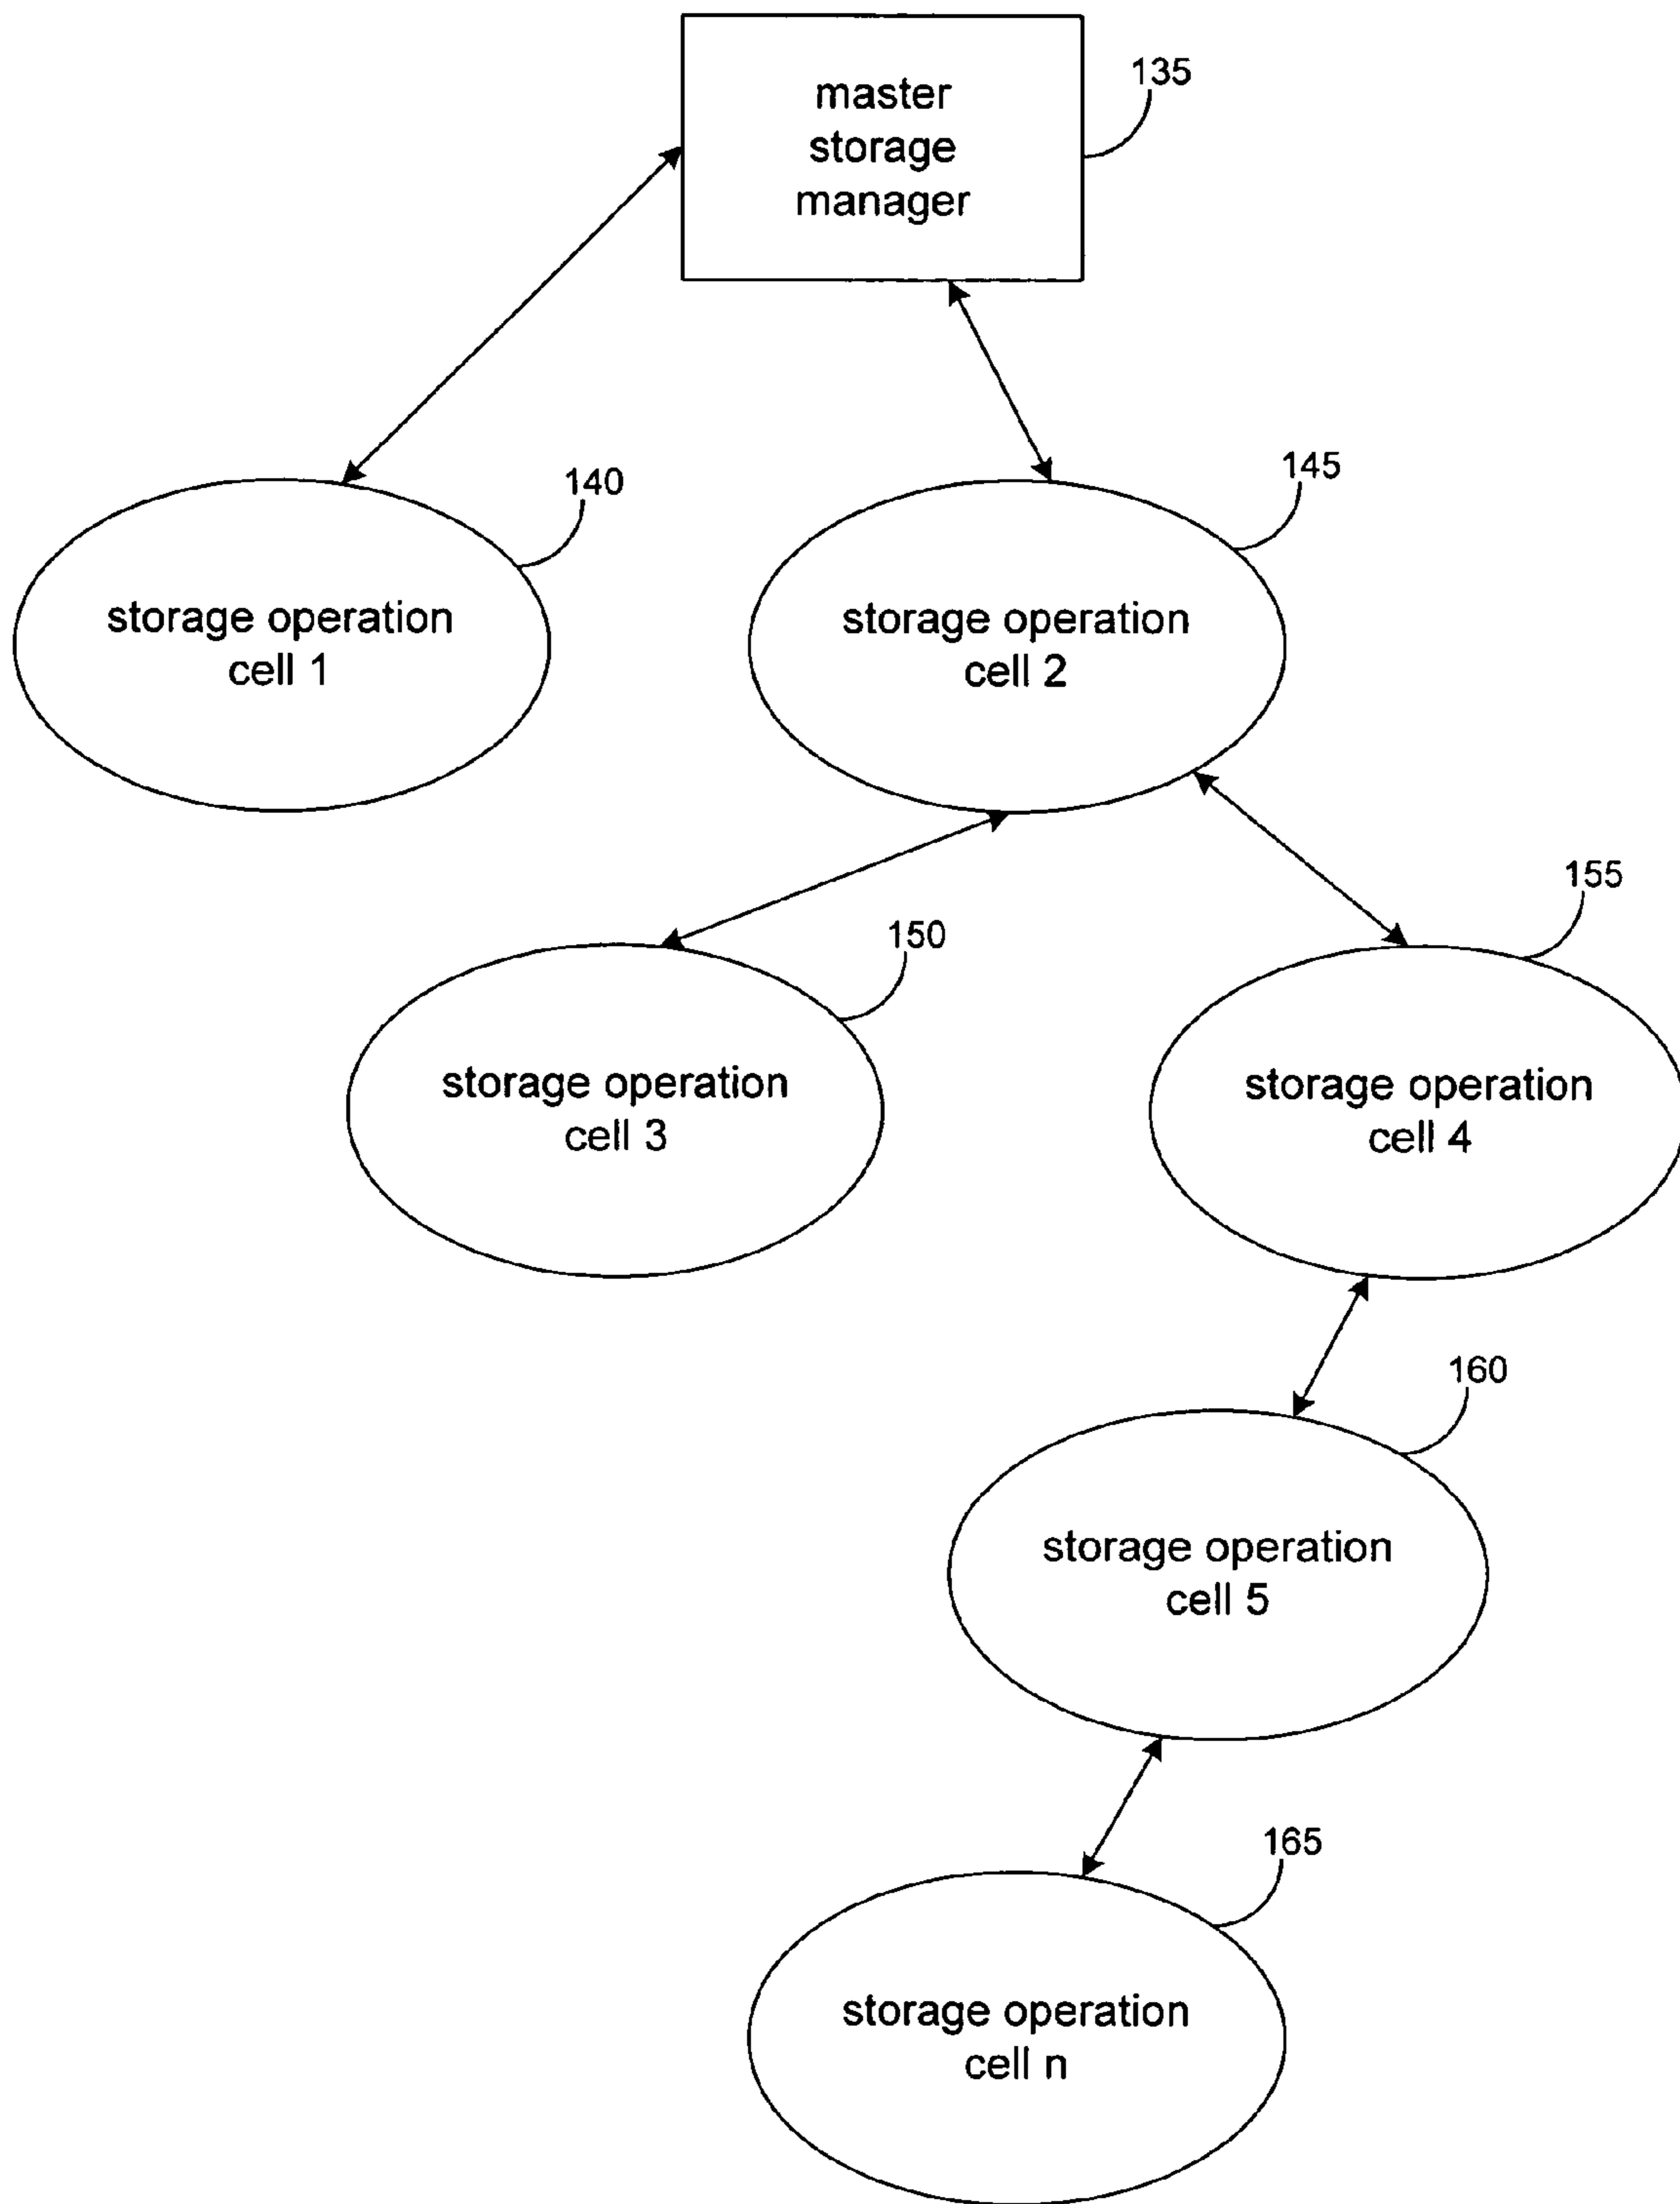 master
storage
manager
135
140
145
storage operation
cell 1
storage operation
cell 2
150
155
storage operation
cell 3
storage operation
cell 4
160
storage operation
cell 5
165
storage operation
cell n